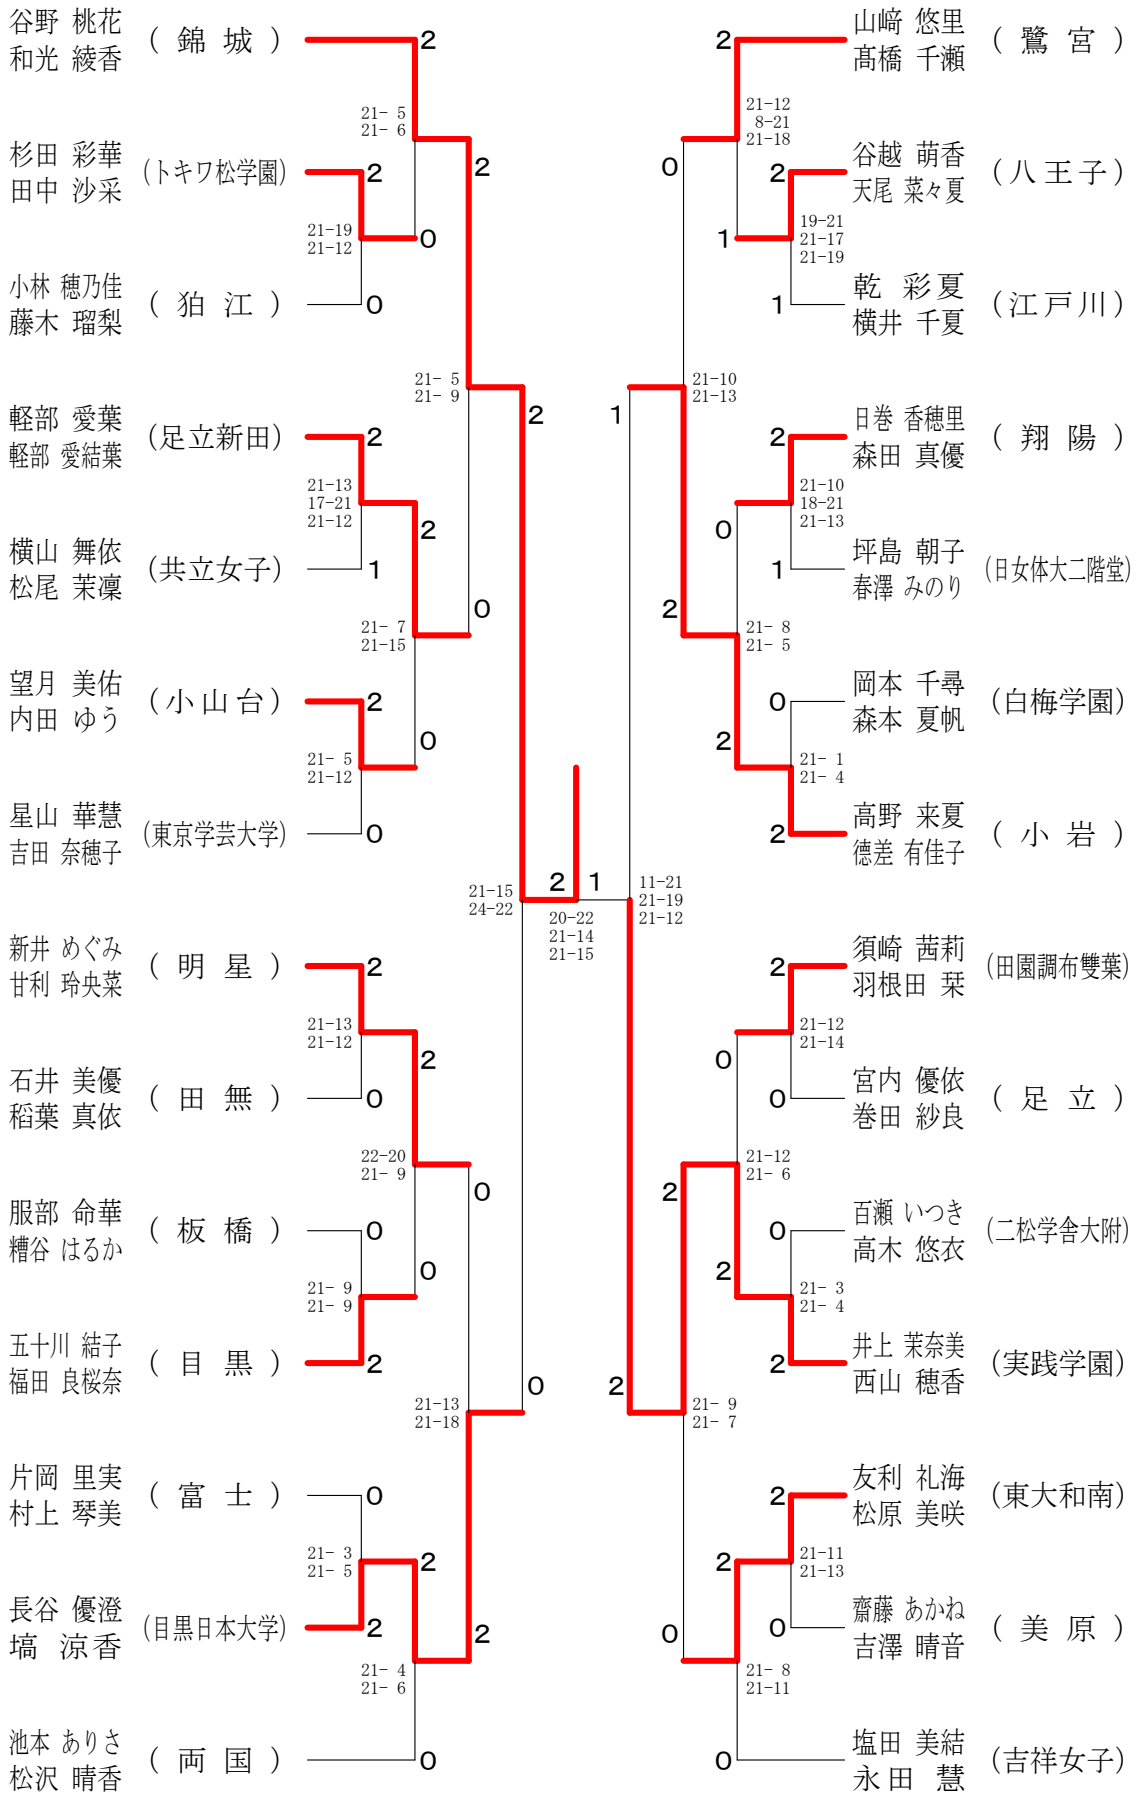 谷野 桃花
和光 綾香
( 錦 城 )
2
21- 5
21- 6
杉田 彩華
田中 沙采
(トキワ松学園)
2
2
21-19
21-12
0
小林 穂乃佳
藤木 瑠梨
( 狛 江 )
0
21- 5
21- 9
2
軽部 愛葉
軽部 愛結葉
(足立新田)
2
21-13
17-21
21-12
2
横山 舞依
松尾 茉凜
(共立女子)
1
0
21- 7
21-15
望月 美佑
内田 ゆう
(小山台)
2
0
21- 5
21-12
星山 華慧
吉田 奈穂子
(東京学芸大学)
0
21-15
24-22
2
1
20-22
21-14
21-15
新井 めぐみ
甘利 玲央菜
( 明 星 )
2
21-13
21-12
2
石井 美優
稲葉 真依
( 田 無 )
0
22-20
21- 9
0
服部 命華
糟谷 はるか
( 板 橋 )
0
0
21- 9
21- 9
五十川 結子
福田 良桜奈
( 目 黒 )
2
0
21-13
21-18
片岡 里実
村上 琴美
( 富 士 )
0
21- 3
21- 5
2
長谷 優澄
塙 涼香
(目黒日本大学)
2
2
21- 4
21- 6
池本 ありさ
松沢 晴香
( 両 国 )
0
2
山﨑 悠里
髙橋 千瀬
( 鷺 宮 )
21-12
8-21
21-18
0
2
谷越 萌香
天尾 菜々夏
(八王子)
1
19-21
21-17
21-19
1
乾 彩夏
横井 千夏
(江戸川)
1
21-10
21-13
2
日巻 香穂里
森田 真優
( 翔 陽 )
21-10
18-21
21-13
0
1
坪島 朝子
春澤 みのり
(日女体大二階堂)
2
21- 8
21- 5
0
岡本 千尋
森本 夏帆
(白梅学園)
2
21- 1
21- 4
2
高野 来夏
德差 有佳子
( 小 岩 )
11-21
21-19
21-12
2
須崎 茜莉
羽根田 栞
(田園調布雙葉)
21-12
21-14
0
0
宮内 優依
巻田 紗良
( 足 立 )
21-12
21- 6
2
0
百瀬 いつき
高木 悠衣
(二松学舎大附)
2
21- 3
21- 4
2
井上 茉奈美
西山 穂香
(実践学園)
2
21- 9
21- 7
2
友利 礼海
松原 美咲
(東大和南)
2
21-11
21-13
0
齋藤 あかね
吉澤 晴音
( 美 原 )
0
21- 8
21-11
0
塩田 美結
永田 慧
(吉祥女子)